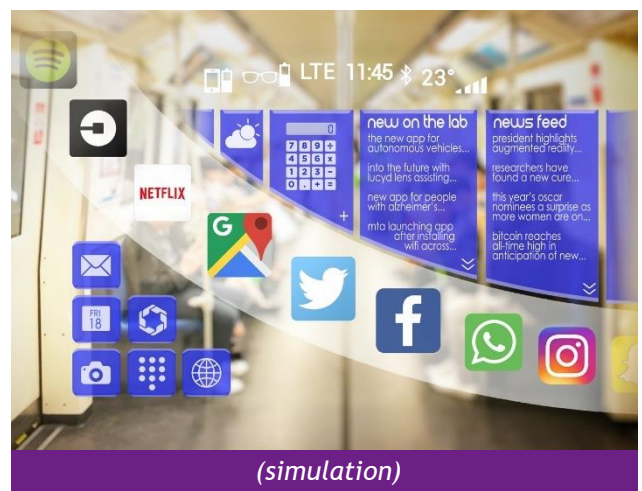 LTE 11:45 23°
0
7 8 9 ÷
4 5 6 x
1 2 3 -
0 . + =
+
new on the lab
the new app for
autonomous vehicles...
into the future with
lucyd lens assisting...
new app for people
with alzheimer's...
mta launching app
after installing
wifi across...
news feed
president highlights
augmented reality...
researchers have
found a new cure...
this year's oscar
nominees a surprise as
more women are on...
bitcoin reaches
all-time high in
anticipation of new...
NETFLIX
G
f
FRI
18
(simulation)